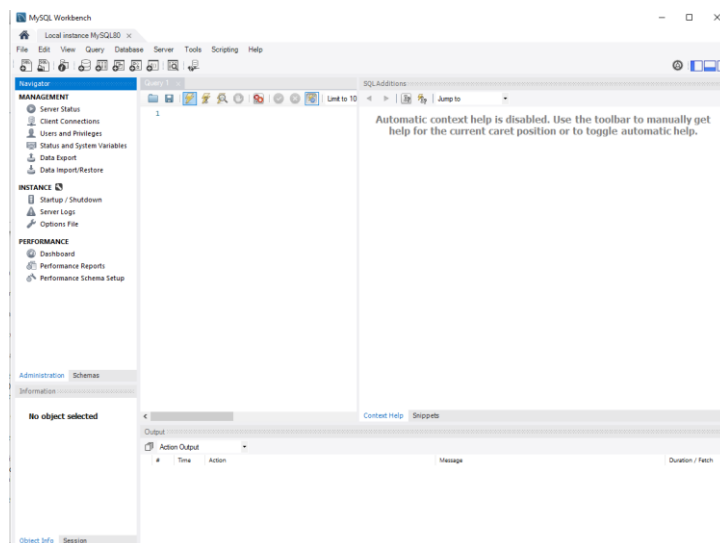 MySQL Workbench
Local instance MySQL80 ×
File Edit View Query Database Server Tools Scripting Help
Navigator
MANAGEMENT
Server Status
Client Connections
Users and Privileges
Status and System Variables
Data Export
Data Import/Restore
INSTANCE
Startup / Shutdown
Server Logs
Options File
PERFORMANCE
Dashboard
Performance Reports
Performance Schema Setup
Administration Schemas
Information
No object selected
Object Info Session
Query 1 ×
Limit to 10
1
SQLAdditions
Jump to
Automatic context help is disabled. Use the toolbar to manually get
help for the current caret position or to toggle automatic help.
Context Help Snippets
Output
Action Output
# Time Action Message Duration / Fetch